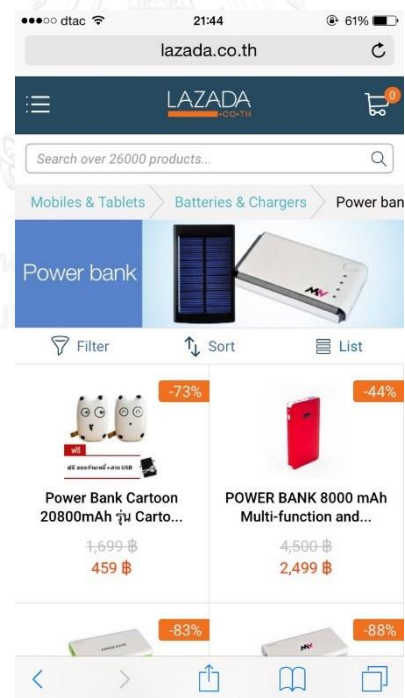 dtac 21:44 61%
lazada.co.th
LAZADA
.CO.TH
0
Search over 26000 products...
Mobiles & Tablets Batteries & Chargers Power ban
Power bank
Filter Sort List
-73% -44%
ฟรี
Power Bank Cartoon
20800mAh รุ่น Carto...
1,699 ฿
459 ฿
POWER BANK 8000 mAh
Multi-function and...
4,500 ฿
2,499 ฿
-83% -88%